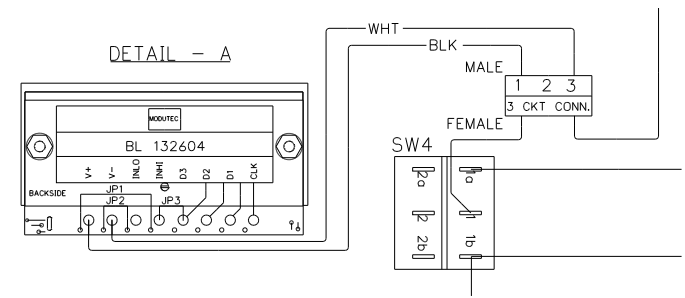 WHT
BLK
DETAIL - A
MALE
1 2 3
3 CKT CONN.
FEMALE
MODUTEC
BL 132604
V+ V- INLO INHI D3 D2 D1 CLK
BACKSIDE
JP1
JP2 JP3
SW4
2a 1a
2 1
2b 1b